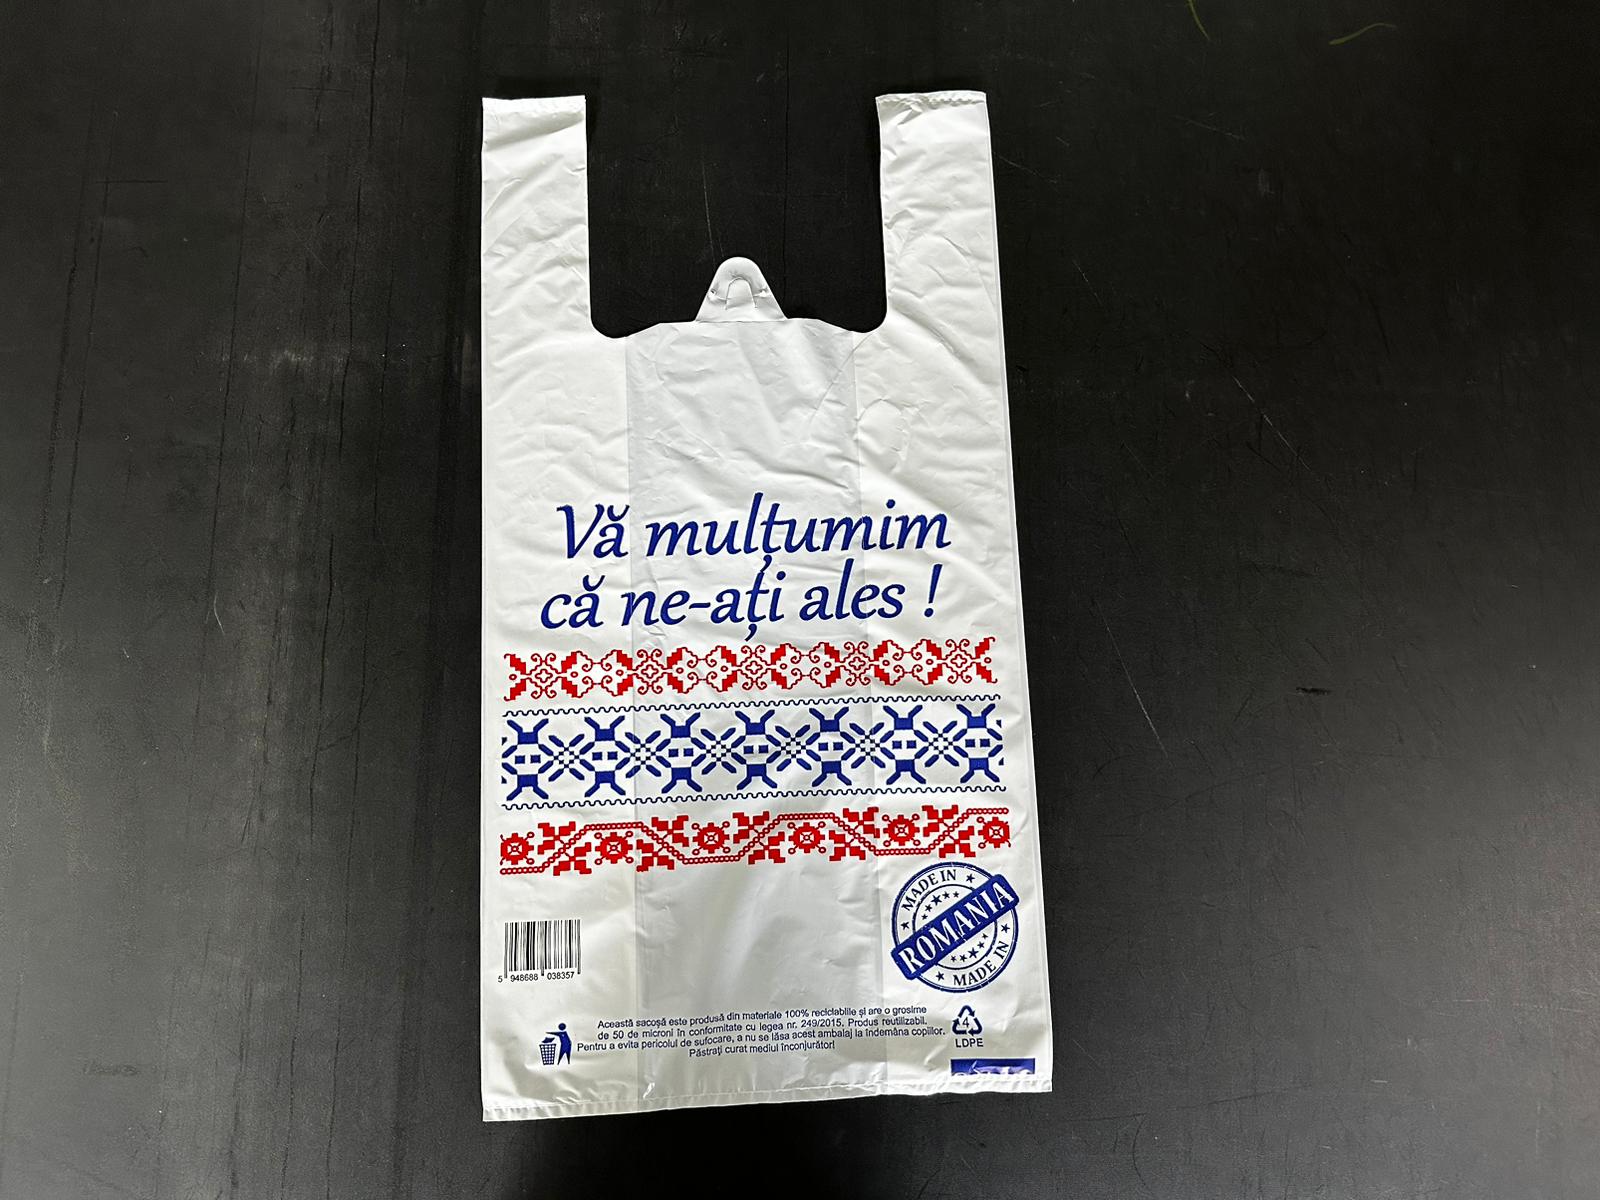 Vă mulțumim
că ne-ați ales !
MADE IN
ROMANIA
MADE IN
5 948688 038357
Această sacoșă este produsă din materiale 100% reciclabile și are o grosime
de 50 de microni în conformitate cu legea nr. 249/2015. Produs reutilizabil.
Pentru a evita pericolul de sufocare, a nu se lăsa acest ambalaj la îndemâna copiilor.
Păstrați curat mediul înconjurător!
4
LDPE